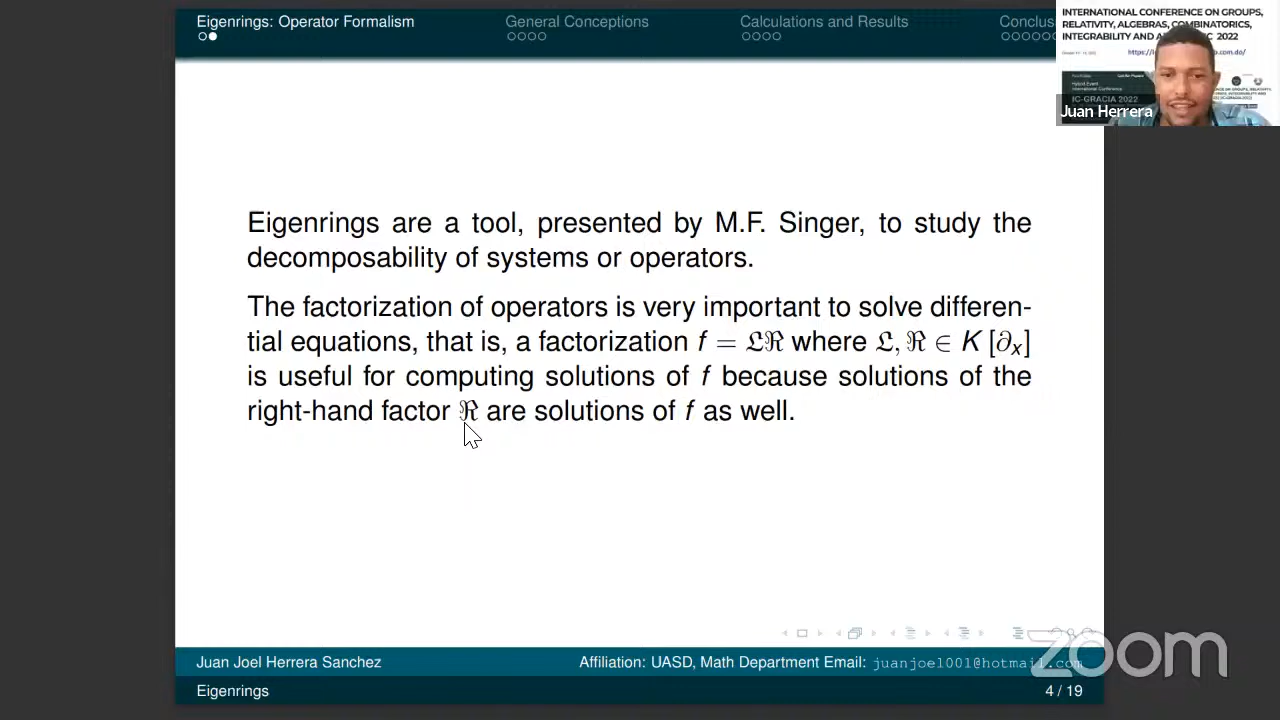 Eigenrings: Operator Formalism
General Conceptions
Calculations and Results
Conclus
INTERNATIONAL CONFERENCE ON GROUPS,
RELATIVITY, ALGEBRAS, COMBINATORICS,
INTEGRABILITY AND 2022
IC-GRACIA 2022
Juan Herrera
Eigenrings are a tool, presented by M.F. Singer, to study the
decomposability of systems or operators.
The factorization of operators is very important to solve differen-
tial equations, that is, a factorization f = 𝔏ℜ where 𝔏, ℜ ∈ K [∂ₓ]
is useful for computing solutions of f because solutions of the
right-hand factor ℜ are solutions of f as well.
zoom
Juan Joel Herrera Sanchez
Affiliation: UASD, Math Department Email: juanjoel001@hotmail.com
Eigenrings
4 / 19